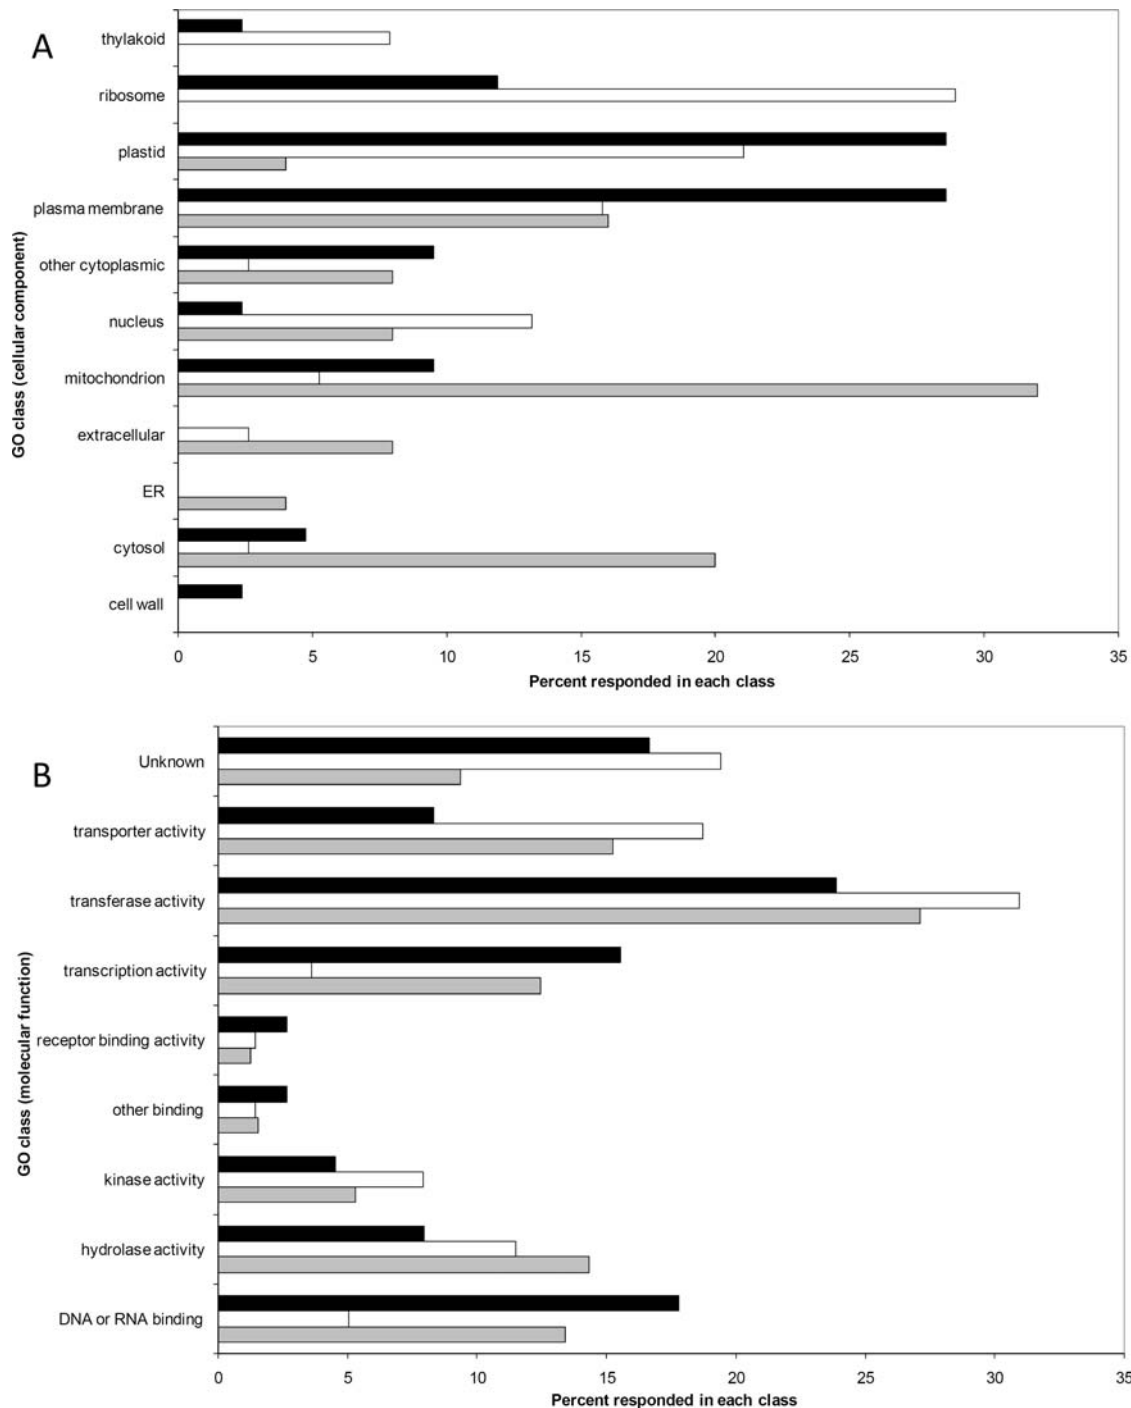 A
thylakoid
ribosome
plastid
plasma membrane
other cytoplasmic
nucleus
mitochondrion
extracellular
ER
cytosol
cell wall
GO class (cellular component)
0 5 10 15 20 25 30 35
Percent responded in each class
B
Unknown
transporter activity
transferase activity
transcription activity
receptor binding activity
other binding
kinase activity
hydrolase activity
DNA or RNA binding
GO class (molecular function)
0 5 10 15 20 25 30 35
Percent responded in each class